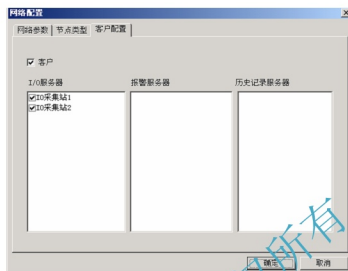 网络配置
网络参数 节点类型 客户配置
客户
I/O服务器 报警服务器 历史记录服务器
IO采集站1
IO采集站2
确定 取消
所有